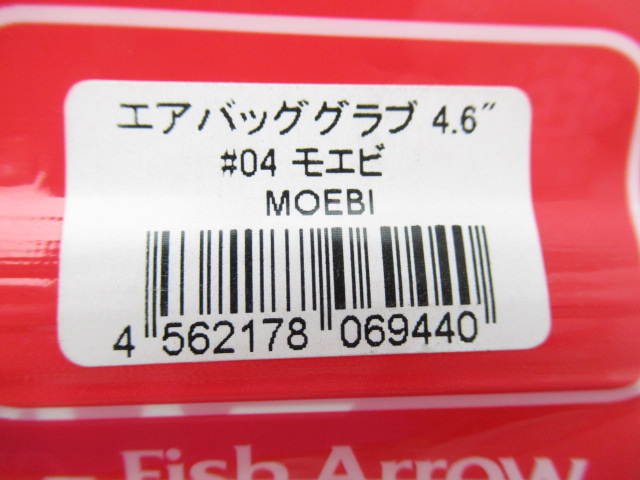 エアバッググラブ 4.6″
#04 モエビ
MOEBI
4 562178 069440
Fish Arrow